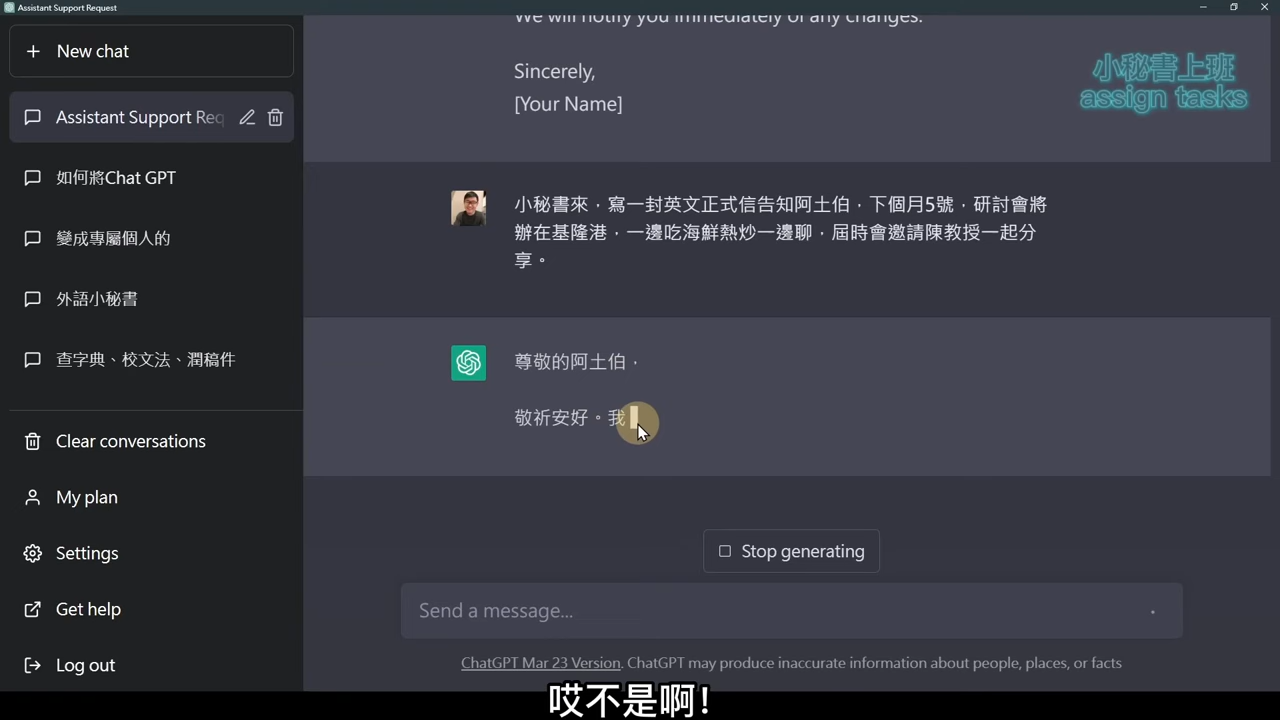 Assistant Support Request
New chat
Assistant Support Req
如何將Chat GPT
變成專屬個人的
外語小秘書
查字典、校文法、潤稿件
Clear conversations
My plan
Settings
Get help
Log out
We will notify you immediately of any changes.
Sincerely,
[Your Name]
小秘書上班
assign tasks
小秘書來，寫一封英文正式信告知阿土伯，下個月5號，研討會將
辦在基隆港，一邊吃海鮮熱炒一邊聊，屆時會邀請陳教授一起分
享。
尊敬的阿土伯，
敬祈安好。我
Stop generating
Send a message...
ChatGPT Mar 23 Version. ChatGPT may produce inaccurate information about people, places, or facts
哎不是啊!